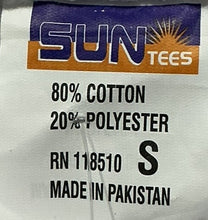 SUN
TEES
80% COTTON
20% POLYESTER
RN 118510 S
MADE IN PAKISTAN